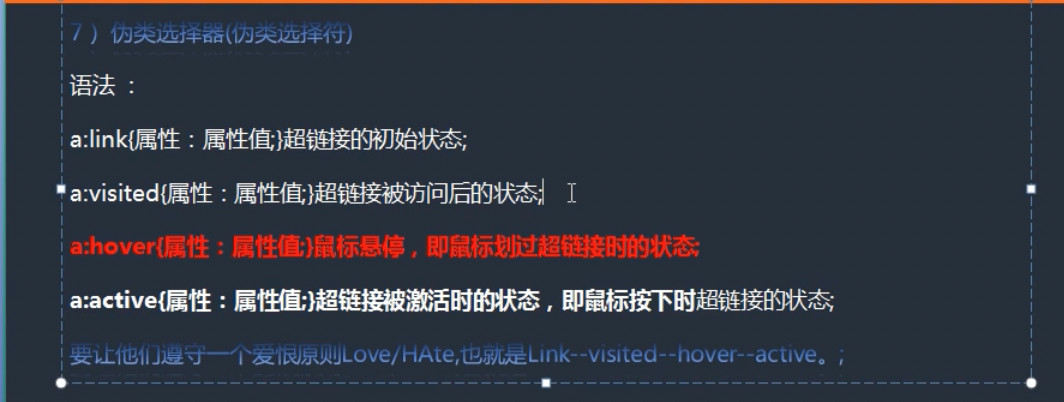 7 ）伪类选择器(伪类选择符)
语法 ：
a:link{属性：属性值;}超链接的初始状态;
a:visited{属性：属性值;}超链接被访问后的状态;
a:hover{属性：属性值;}鼠标悬停，即鼠标划过超链接时的状态;
a:active{属性：属性值;}超链接被激活时的状态，即鼠标按下时超链接的状态;
要让他们遵守一个爱恨原则Love/HAte,也就是Link--visited--hover--active。;